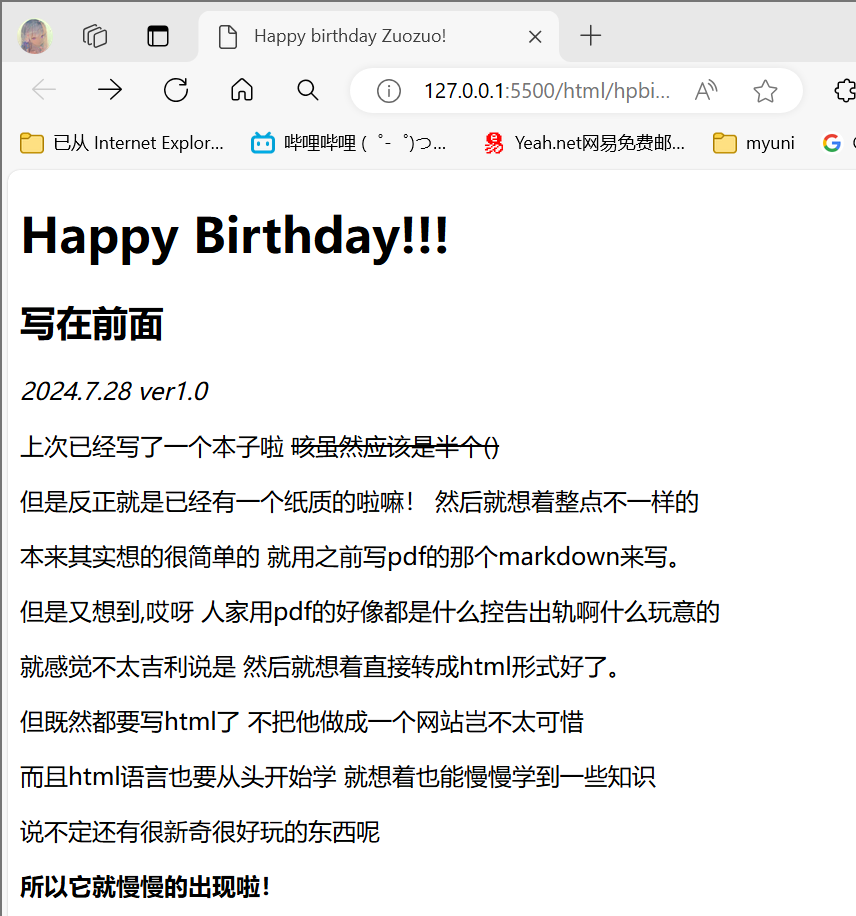 Happy birthday Zuozuo!
127.0.0.1:5500/html/hpbi...
已从 Internet Explor...
哔哩哔哩 ( ゜- ゜)つ...
Yeah.net网易免费邮...
myuni
Happy Birthday!!!
写在前面
2024.7.28 ver1.0
上次已经写了一个本子啦 咳虽然应该是半个()
但是反正就是已经有一个纸质的啦嘛！ 然后就想着整点不一样的
本来其实想的很简单的 就用之前写pdf的那个markdown来写。
但是又想到,哎呀 人家用pdf的好像都是什么控告出轨啊什么玩意的
就感觉不太吉利说是 然后就想着直接转成html形式好了。
但既然都要写html了 不把他做成一个网站岂不太可惜
而且html语言也要从头开始学 就想着也能慢慢学到一些知识
说不定还有很新奇很好玩的东西呢
所以它就慢慢的出现啦！